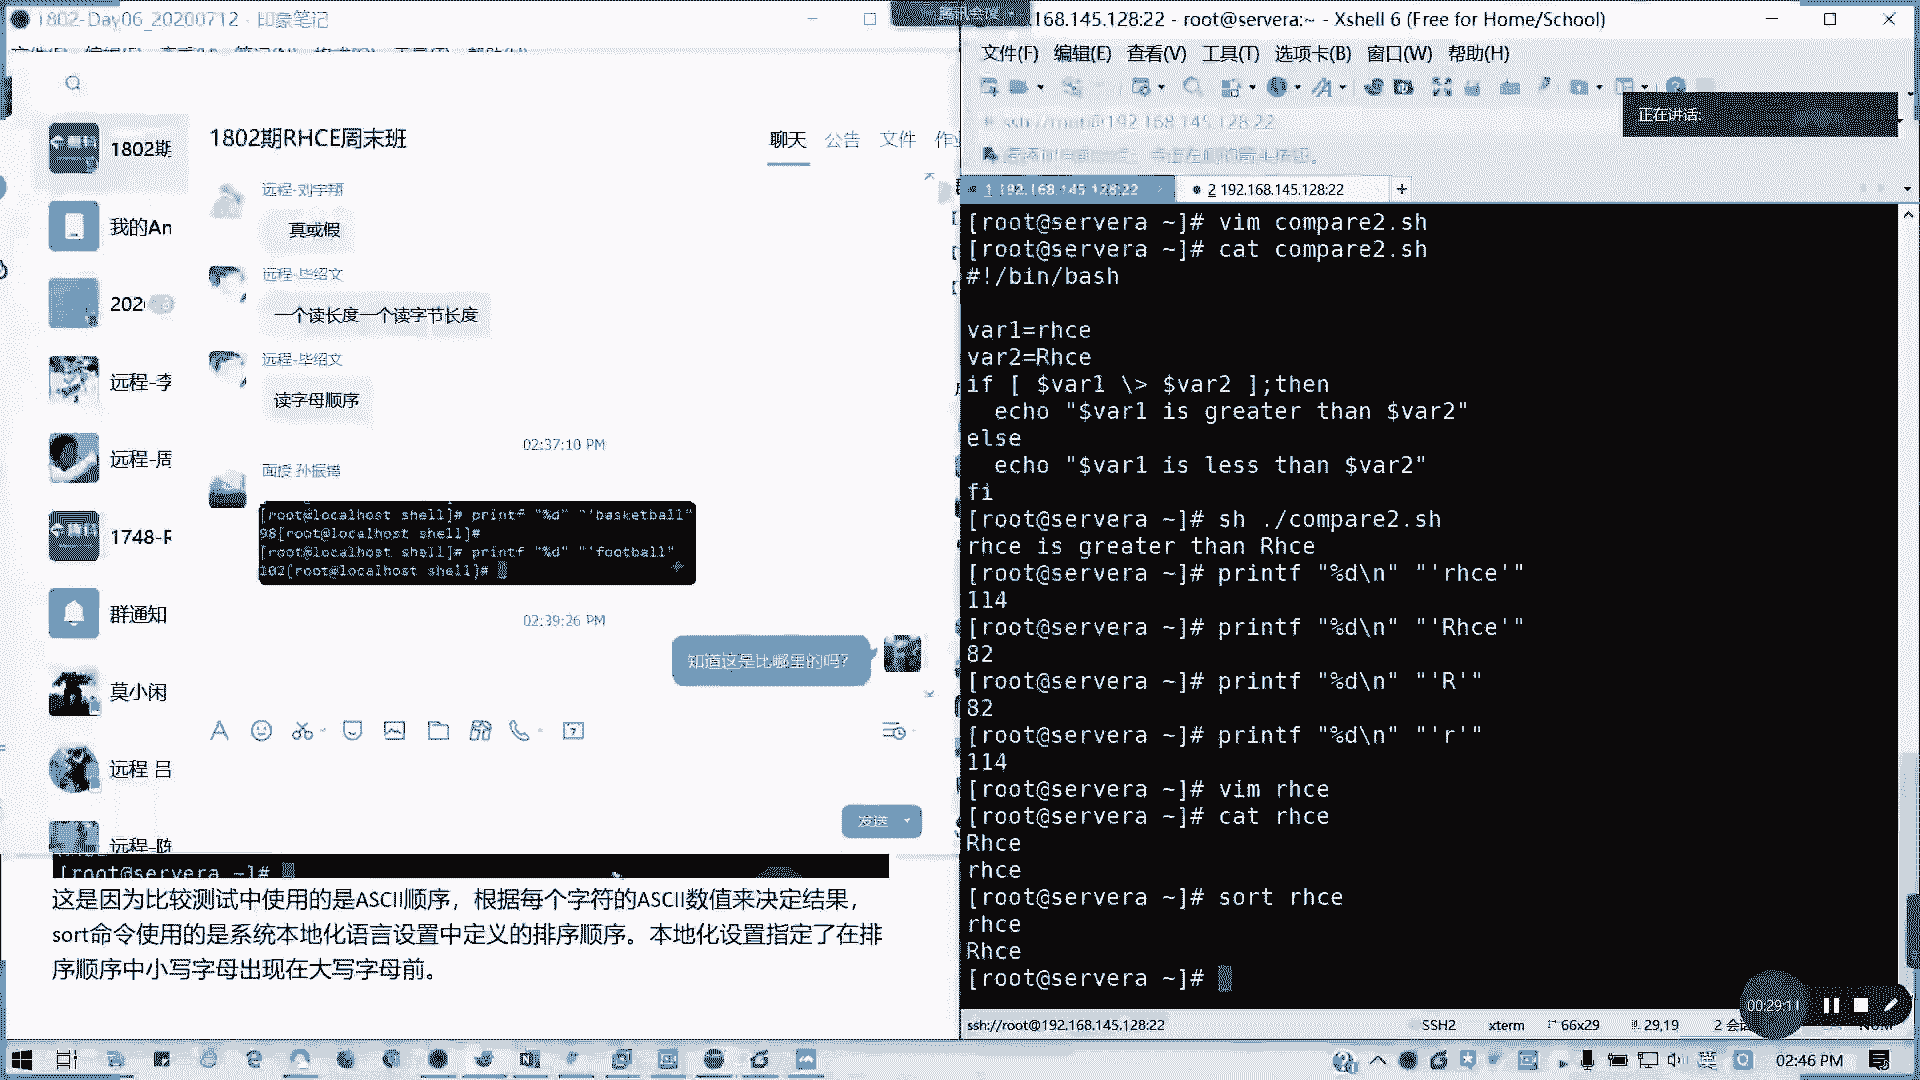 1802-Day06_20200712 - 印象笔记
1802期
我的An
202
远程-李
远程-周
1748-R
群通知
莫小闲
远程 吕
远程-陈
1802期RHCE周末班
聊天 公告 文件 作业
远程-刘宇翔
真或假
远程-毕绍文
一个读长度一个读字节长度
远程-毕绍文
读字母顺序
02:37:10 PM
面授 孙振博
[root@localhost shell]# printf "%d" "'basketball"
98[root@localhost shell]#
[root@localhost shell]# printf "%d" "'football"
102[root@localhost shell]#
02:39:26 PM
知道这是比哪里的吗?
发送
[root@servera ~]#
这是因为比较测试中使用的是ASCII顺序，根据每个字符的ASCII数值来决定结果，
sort命令使用的是系统本地化语言设置中定义的排序顺序。本地化设置指定了在排
序顺序中小写字母出现在大写字母前。
168.145.128:22 - root@servera:~ - Xshell 6 (Free for Home/School)
文件(F) 编辑(E) 查看(V) 工具(T) 选项卡(B) 窗口(W) 帮助(H)
正在讲话:
ssh://root@192.168.145.128:22
1 192.168.145.128:22
2 192.168.145.128:22
[root@servera ~]# vim compare2.sh
[root@servera ~]# cat compare2.sh
#!/bin/bash
var1=rhce
var2=Rhce
if [ $var1 \> $var2 ];then
echo "$var1 is greater than $var2"
else
echo "$var1 is less than $var2"
fi
[root@servera ~]# sh ./compare2.sh
rhce is greater than Rhce
[root@servera ~]# printf "%d\n" "'rhce'"
114
[root@servera ~]# printf "%d\n" "'Rhce'"
82
[root@servera ~]# printf "%d\n" "'R'"
82
[root@servera ~]# printf "%d\n" "'r'"
114
[root@servera ~]# vim rhce
[root@servera ~]# cat rhce
Rhce
rhce
[root@servera ~]# sort rhce
rhce
Rhce
[root@servera ~]#
00:29:11
ssh://root@192.168.145.128:22 SSH2 xterm 66x29 29,19 2 会话 NUM
英
02:46 PM